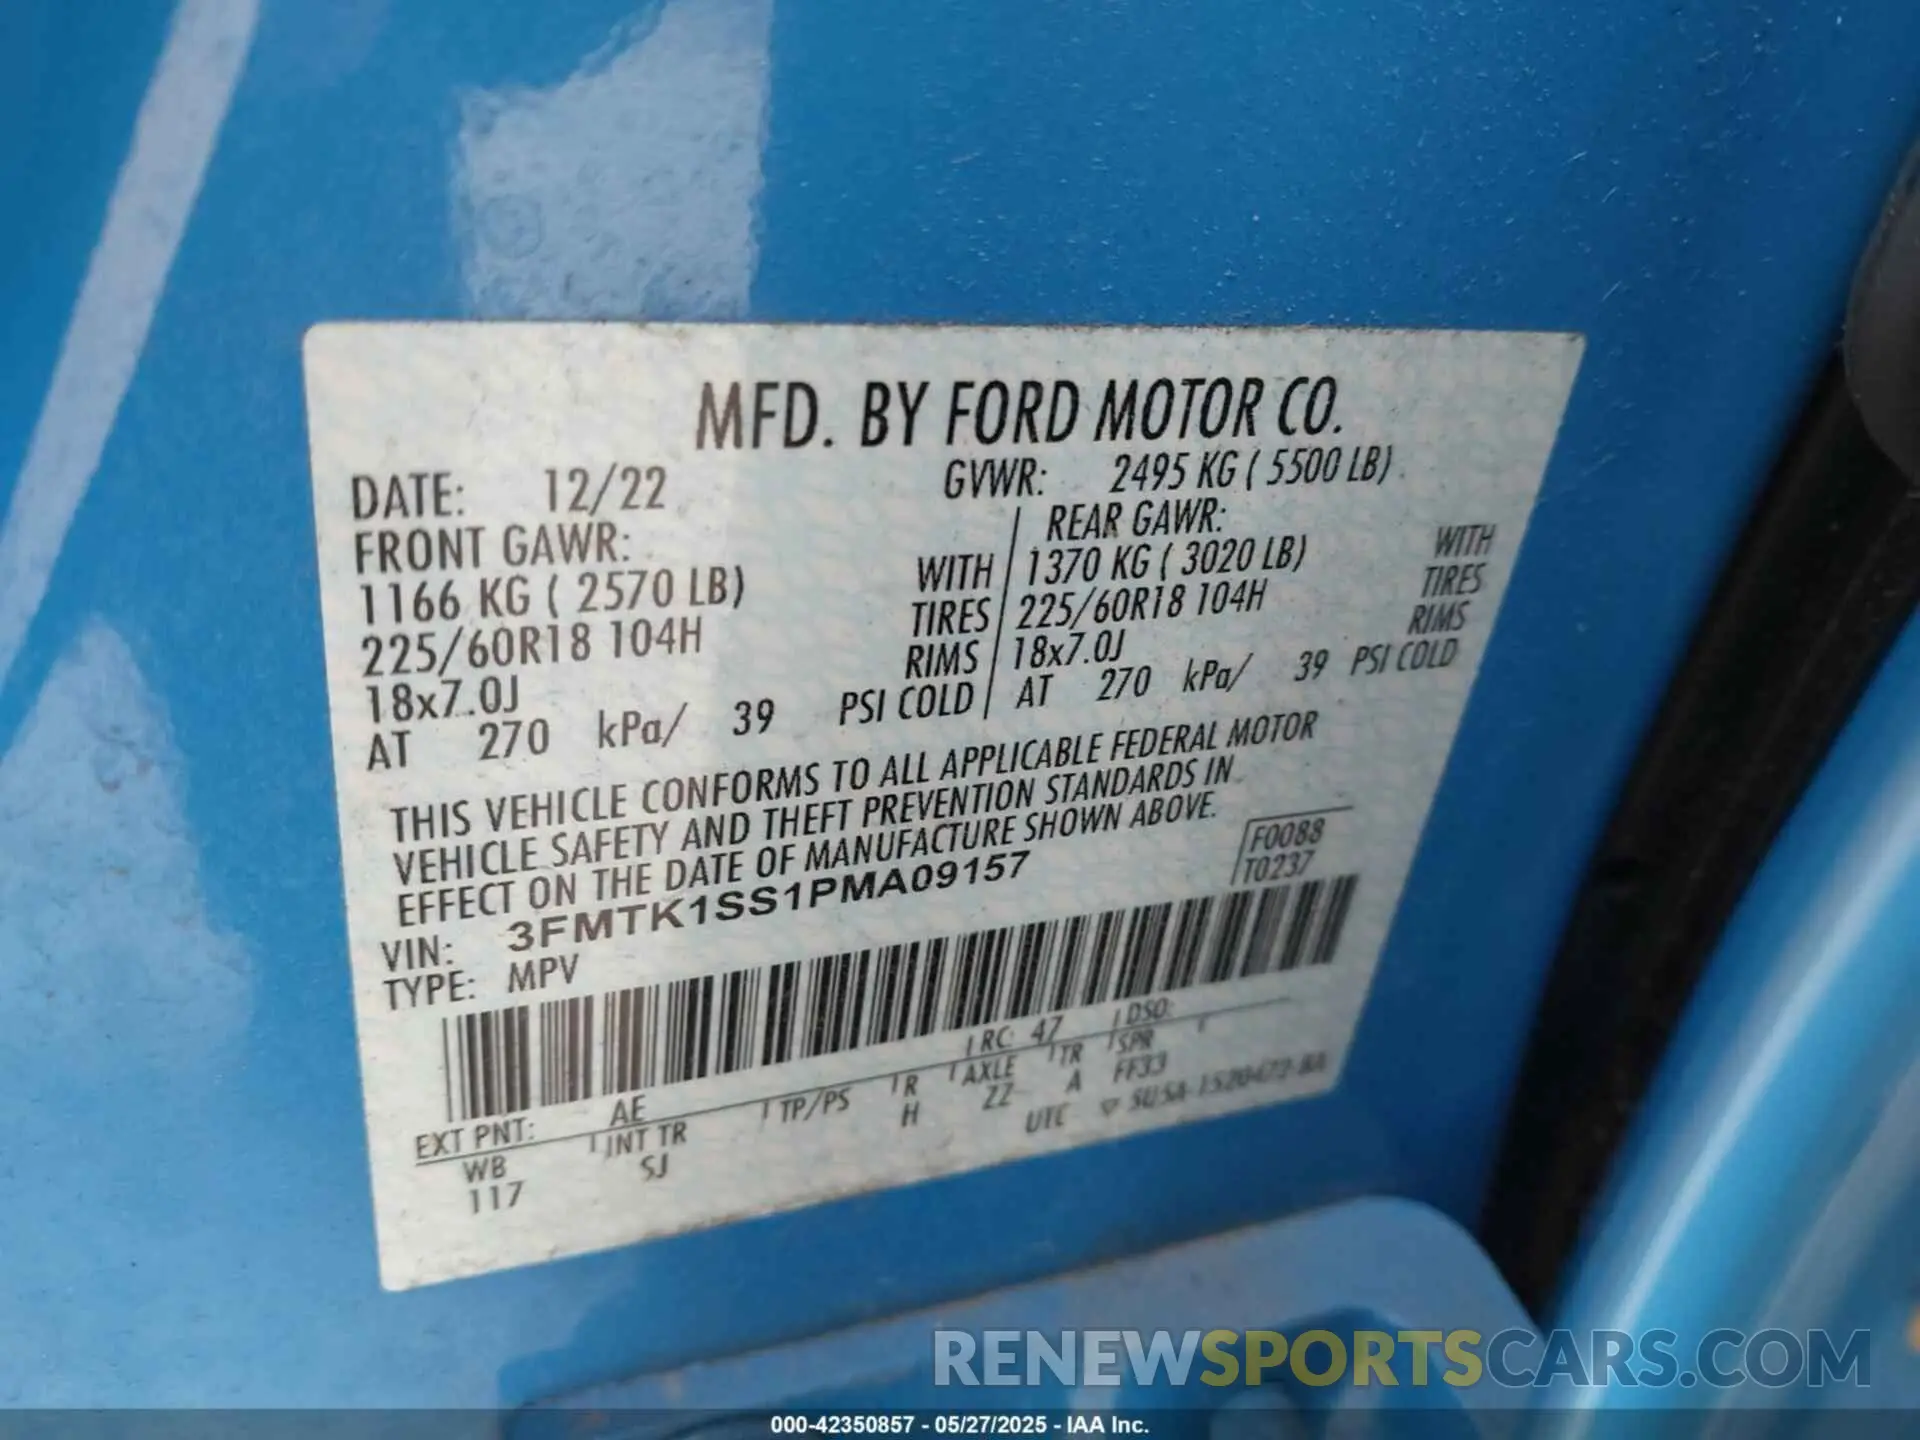 MFD. BY FORD MOTOR CO.
DATE: 12/22 GVWR: 2495 KG ( 5500 LB)
FRONT GAWR: REAR GAWR:
1166 KG ( 2570 LB) WITH 1370 KG ( 3020 LB) WITH
225/60R18 104H TIRES 225/60R18 104H TIRES
18x7.0J RIMS 18x7.0J RIMS
AT 270 kPa/ 39 PSI COLD AT 270 kPa/ 39 PSI COLD
THIS VEHICLE CONFORMS TO ALL APPLICABLE FEDERAL MOTOR
VEHICLE SAFETY AND THEFT PREVENTION STANDARDS IN
EFFECT ON THE DATE OF MANUFACTURE SHOWN ABOVE.
F0088
T0237
VIN: 3FMTK1SS1PMA09157
TYPE: MPV
EXT PNT: AE RC: 47 DSO:
WB INT TR TP/PS R AXLE TR SPR
117 SJ H ZZ A FF33
UTC
RENEWSPORTSCARS.COM
000-42350857 - 05/27/2025 - IAA Inc.